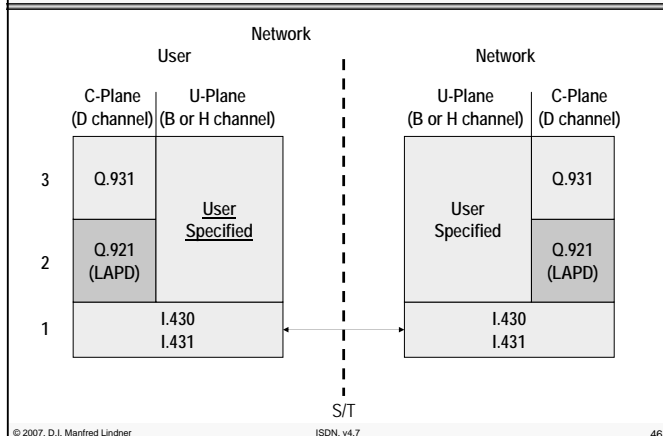 Network
User
Network
C-Plane
(D channel)
U-Plane
(B or H channel)
U-Plane
(B or H channel)
C-Plane
(D channel)
3
Q.931
User
Specified
User
Specified
Q.931
2
Q.921
(LAPD)
Q.921
(LAPD)
1
I.430
I.431
I.430
I.431
S/T
© 2007, D.I. Manfred Lindner
ISDN, v4.7
46